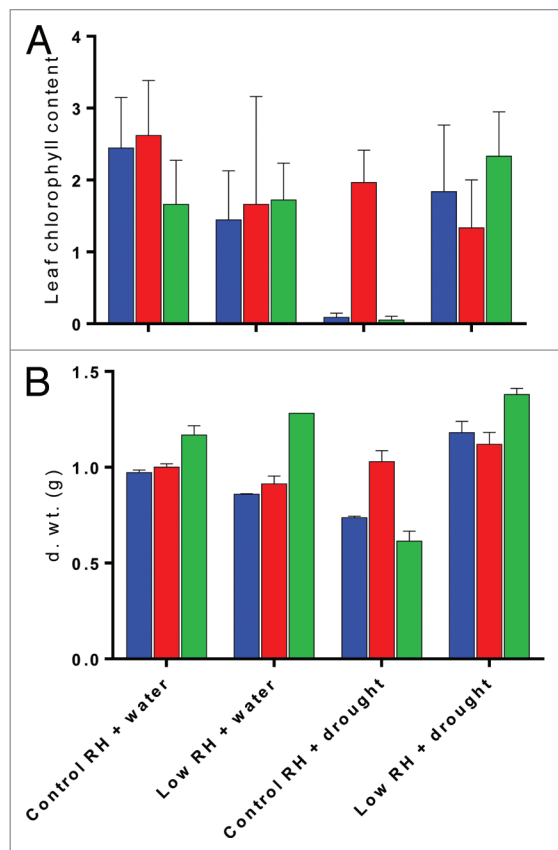 A
Leaf chlorophyll content
4
3
2
1
0
B
d. wt. (g)
1.5
1.0
0.5
0.0
Control RH + water
Low RH + water
Control RH + drought
Low RH + drought